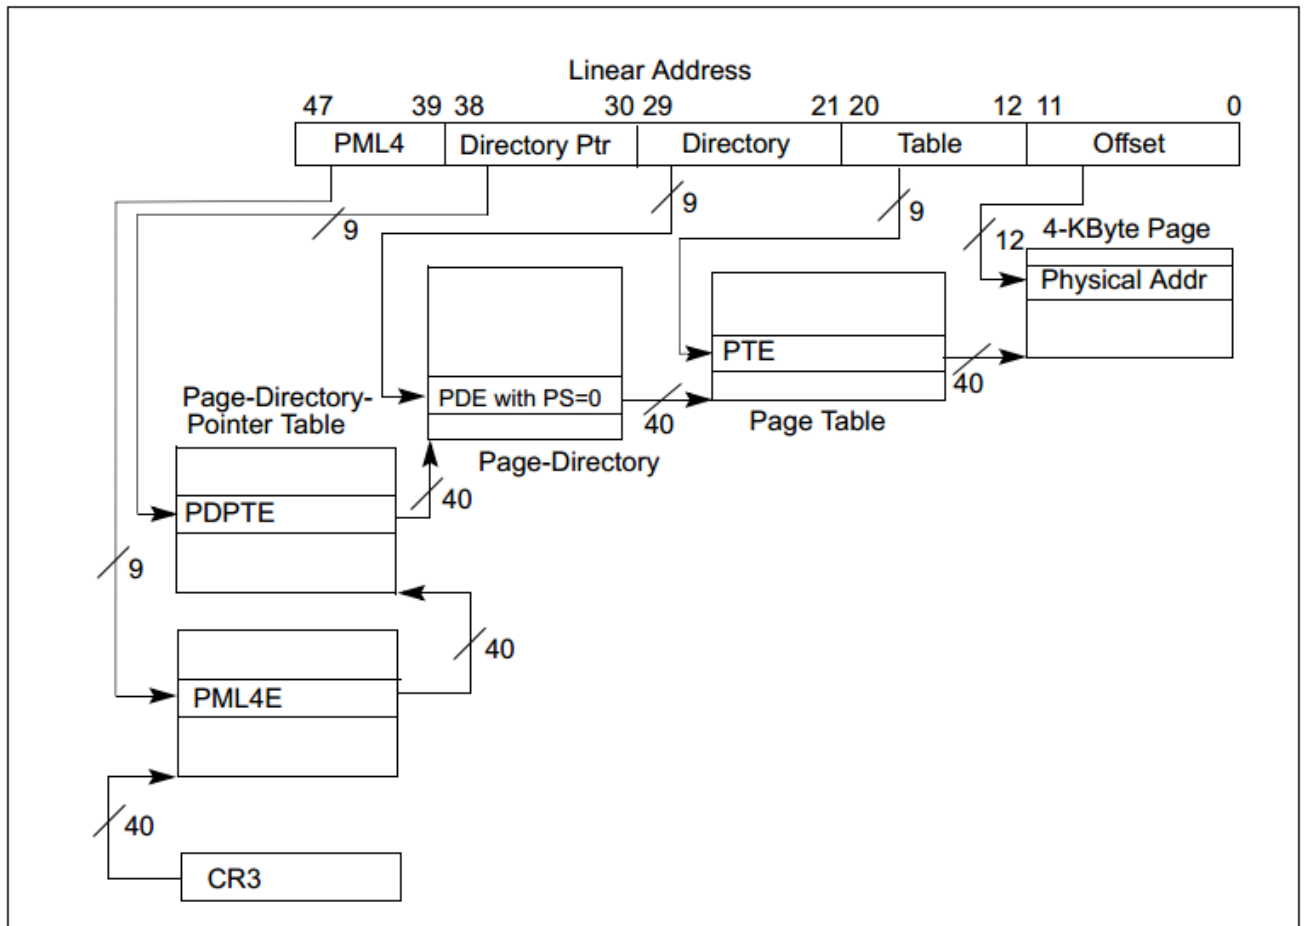 Linear Address
47 39 38 30 29 21 20 12 11 0
PML4 Directory Ptr Directory Table Offset
9 9 9 12
4-KByte Page
Physical Addr
PTE
40
Page Table
PDE with PS=0
40
Page-Directory
Page-Directory-
Pointer Table
PDPTE
40
9
40
PML4E
40
CR3